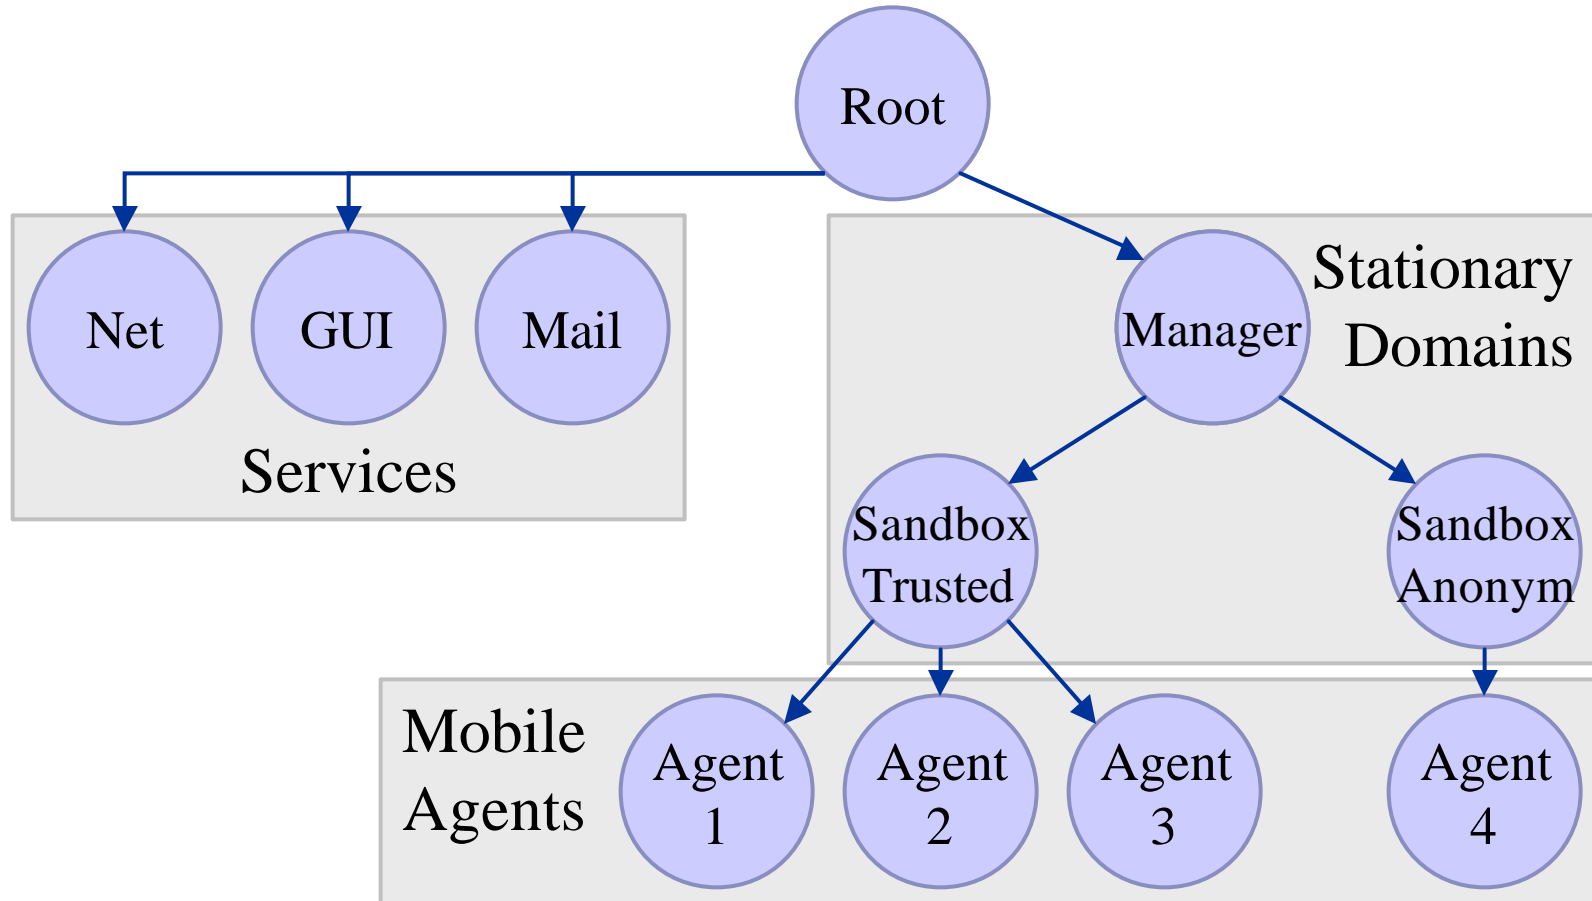 Root
Net
GUI
Mail
Services
Stationary
Domains
Manager
Sandbox
Trusted
Sandbox
Anonym
Mobile
Agents
Agent
1
Agent
2
Agent
3
Agent
4